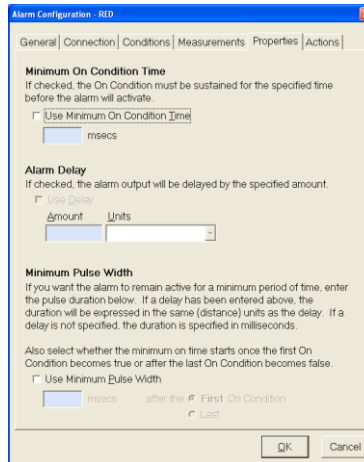 Alarm Configuration - RED
General Connection Conditions Measurements Properties Actions
Minimum On Condition Time
If checked, the On Condition must be sustained for the specified time
before the alarm will activate.
Use Minimum On Condition Time
msecs
Alarm Delay
If checked, the alarm output will be delayed by the specified amount.
Use Delay
Amount Units
Minimum Pulse Width
If you want the alarm to remain active for a minimum period of time, enter
the pulse duration below. If a delay has been entered above, the
duration will be expressed in the same (distance) units as the delay. If a
delay is not specified, the duration is specified in milliseconds.
Also select whether the minimum on time starts once the first On
Condition becomes true or after the last On Condition becomes false.
Use Minimum Pulse Width
msecs after the First On Condition
Last
OK Cancel